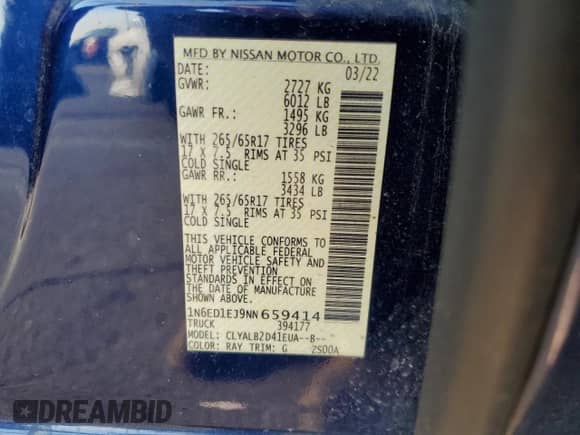 MFD BY NISSAN MOTOR CO., LTD.
DATE: 03/22
GVWR: 2727 KG
6012 LB
GAWR FR.: 1495 KG
3296 LB
WITH 265/65R17 TIRES
17 X 7.5 RIMS AT 35 PSI
COLD SINGLE
GAWR RR.: 1558 KG
3434 LB
WITH 265/65R17 TIRES
17 X 7.5 RIMS AT 35 PSI
COLD SINGLE
THIS VEHICLE CONFORMS TO
ALL APPLICABLE FEDERAL
MOTOR VEHICLE SAFETY AND
THEFT PREVENTION
STANDARDS IN EFFECT ON
THE DATE OF MANUFACTURE
SHOWN ABOVE.
1N6ED1EJ9NN659414
TRUCK 394177
MODEL: CLYALB2D41EUA--B--
COLOR: RAY TRIM: G 2S00A
DREAMBID